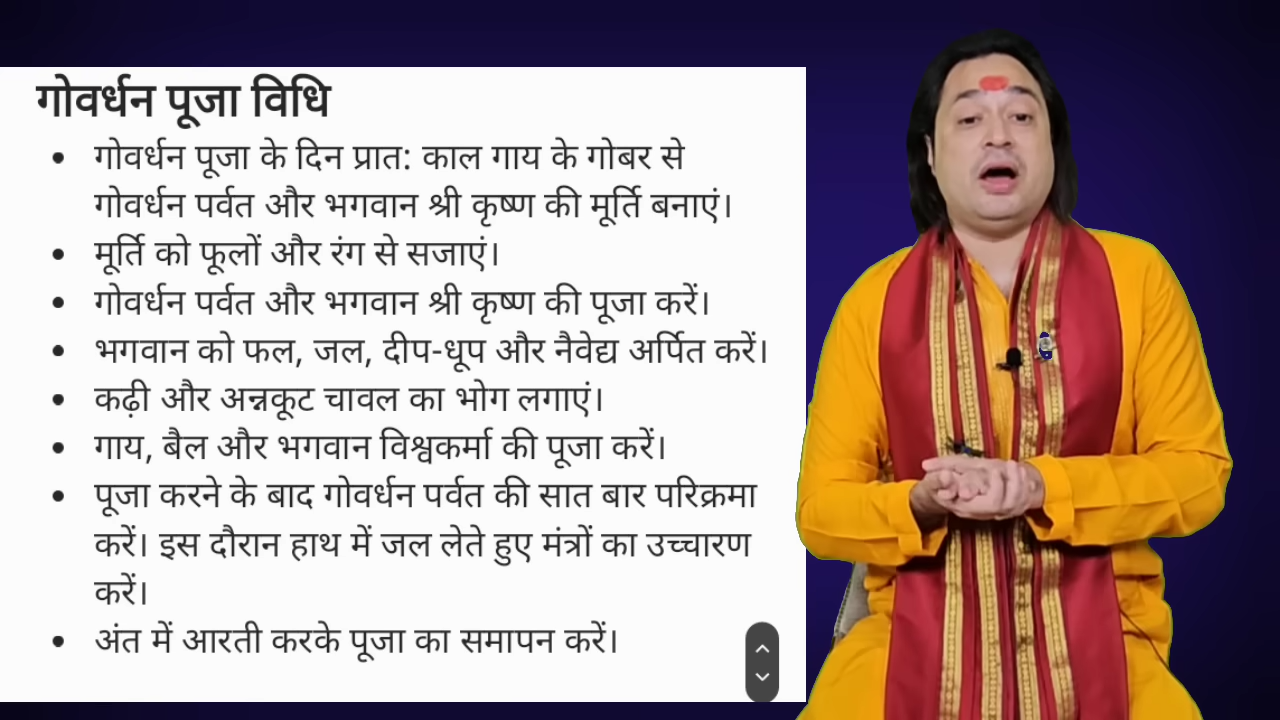 गोवर्धन पूजा विधि
• गोवर्धन पूजा के दिन प्रात: काल गाय के गोबर से
गोवर्धन पर्वत और भगवान श्री कृष्ण की मूर्ति बनाएं।
• मूर्ति को फूलों और रंग से सजाएं।
• गोवर्धन पर्वत और भगवान श्री कृष्ण की पूजा करें।
• भगवान को फल, जल, दीप-धूप और नैवेद्य अर्पित करें।
• कढ़ी और अन्नकूट चावल का भोग लगाएं।
• गाय, बैल और भगवान विश्वकर्मा की पूजा करें।
• पूजा करने के बाद गोवर्धन पर्वत की सात बार परिक्रमा
करें। इस दौरान हाथ में जल लेते हुए मंत्रों का उच्चारण
करें।
• अंत में आरती करके पूजा का समापन करें।